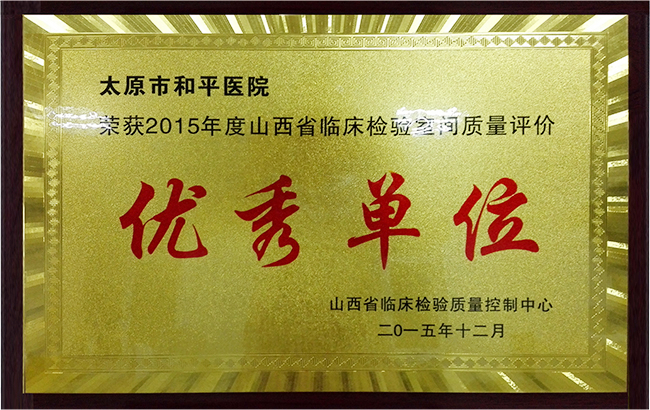 太原市和平医院
荣获2015年度山西省临床检验室间质量评价
优秀单位
山西省临床检验质量控制中心
二〇一五年十二月